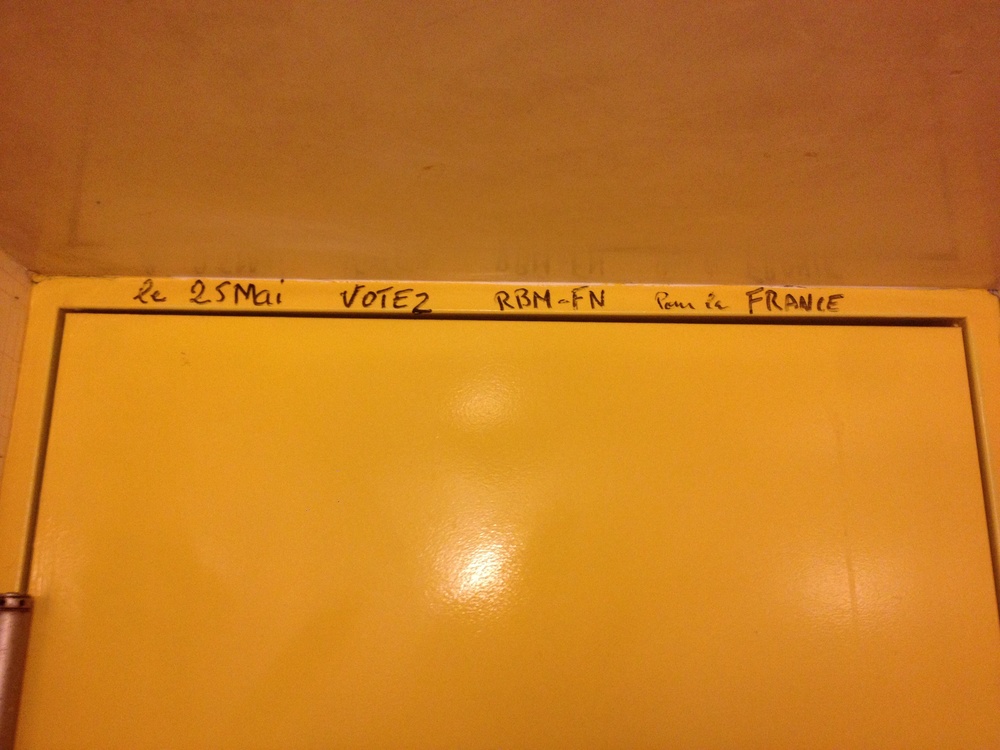 le 25 Mai VOTEZ RBM-FN Pour la FRANCE